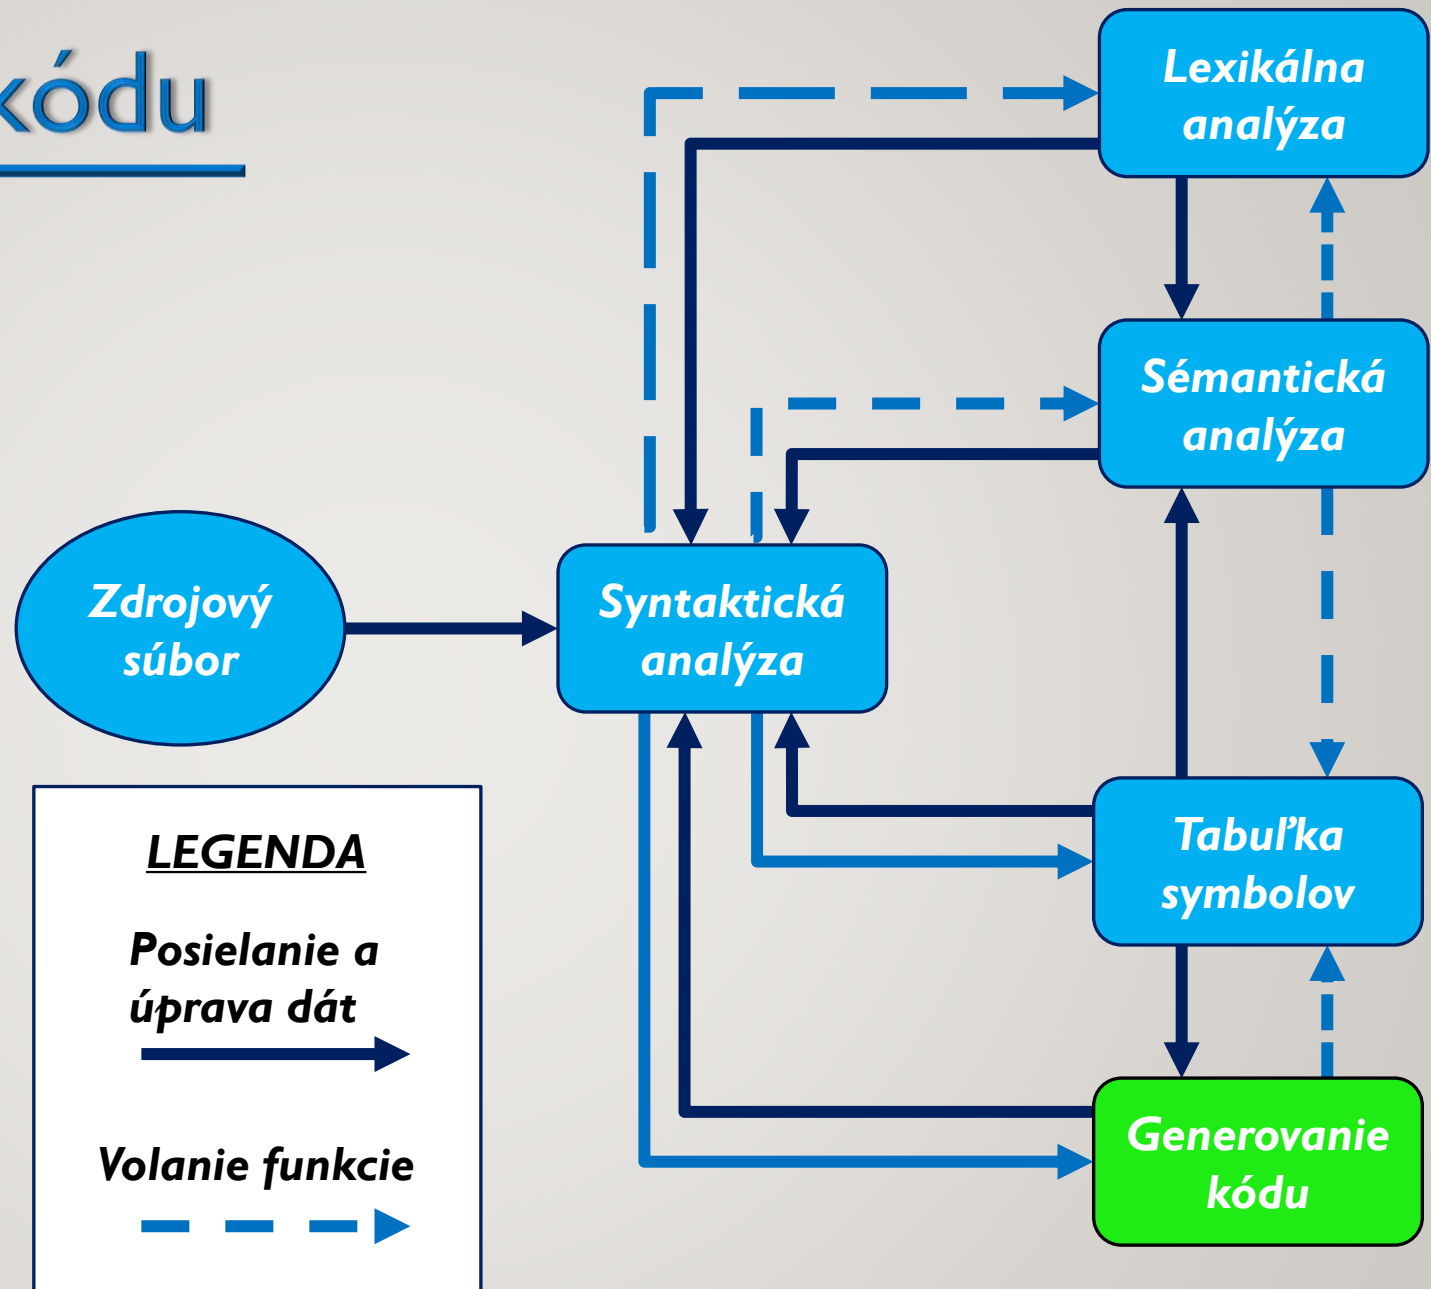 kódu
Lexikálna
analýza
Sémantická
analýza
Zdrojový
súbor
Syntaktická
analýza
Tabuľka
symbolov
Generovanie
kódu
LEGENDA
Posielanie a
úprava dát
Volanie funkcie